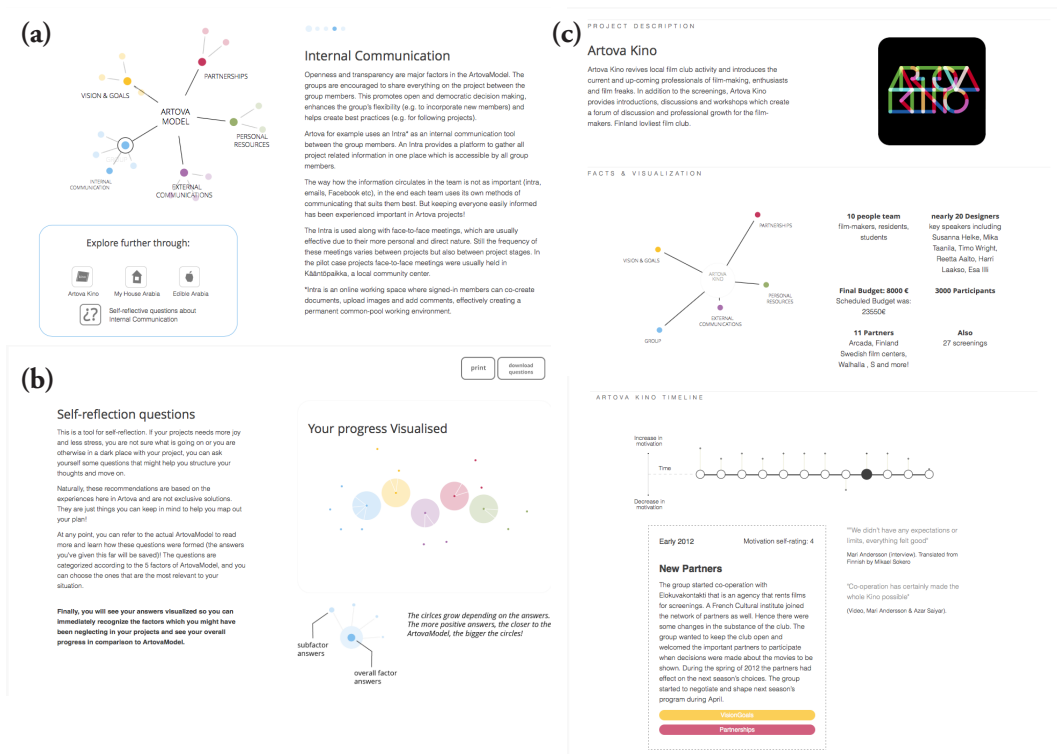 (a)
PARTNERSHIPS
VISION & GOALS
ARTOVA
MODEL
PERSONAL
RESOURCES
INTERNAL
COMMUNICATION
EXTERNAL
COMMUNICATIONS
Explore further through:
Artova Kino
My House Arabia
Edible Arabia
¿?
Self-reflective questions about
Internal Communication
Internal Communication
Openness and transparency are major factors in the ArtovaModel. The
groups are encouraged to share everything on the project between the
group members. This promotes open and democratic decision making,
enhances the group's flexibility (e.g. to incorporate new members) and
helps create best practices (e.g. for following projects).
Artova for example uses an Intra* as an internal communication tool
between the group members. An Intra provides a platform to gather all
project related information in one place which is accessible by all group
members.
The way how the information circulates in the team is not as important (intra,
emails, Facebook etc), in the end each team uses its own methods of
communicating that suits them best. But keeping everyone easily informed
has been experienced important in Artova projects!
The Intra is used along with face-to-face meetings, which are usually
effective due to their more personal and direct nature. Still the frequency of
these meetings varies between projects but also between project stages. In
the pilot case projects face-to-face meetings were usually held in
Kääntöpaikka, a local community center.
*Intra is an online working space where signed-in members can co-create
documents, upload images and add comments, effectively creating a
permanent common-pool working environment.
(b)
print
download
questions
Self-reflection questions
This is a tool for self-reflection. If your projects needs more joy
and less stress, you are not sure what is going on or you are
otherwise in a dark place with your project, you can ask
yourself some questions that might help you structure your
thoughts and move on.
Naturally, these recommendations are based on the
experiences here in Artova and are not exclusive solutions.
They are just things you can keep in mind to help you map out
your plan!
At any point, you can refer to the actual ArtovaModel to read
more and learn how these questions were formed (the answers
you've given this far will be saved)! The questions are
categorized according to the 5 factors of ArtovaModel, and you
can choose the ones that are the most relevant to your
situation.
Finally, you will see your answers visualized so you can
immediately recognize the factors which you might have
been neglecting in your projects and see your overall
progress in comparison to ArtovaModel.
Your progress Visualised
subfactor
answers
overall factor
answers
The cirlces grow depending on the answers.
The more positive answers, the closer to the
ArtovaModel, the bigger the circles!
(c)
PROJECT DESCRIPTION
Artova Kino
Artova Kino revives local film club activity and introduces the
current and up-coming professionals of film-making, enthusiasts
and film freaks. In addition to the screenings, Artova Kino
provides introductions, discussions and workshops which create
a forum of discussion and professional growth for the film-
makers. Finland lovliest film club.
ARTOVA
KINO
FACTS & VISUALIZATION
PARTNERSHIPS
VISION & GOALS
ARTOVA
KINO
PERSONAL
RESOURCES
EXTERNAL
COMMUNICATIONS
GROUP
10 people team
film-makers, residents,
students
nearly 20 Designers
key speakers including
Susanna Helke, Mika
Taanila, Timo Wright,
Reetta Aalto, Harri
Laakso, Esa Illi
Final Budget: 8000 €
Scheduled Budget was:
23550€
3000 Participants
11 Partners
Arcada, Finland
Swedish film centers,
Walhalla , S and more!
Also
27 screenings
ARTOVA KINO TIMELINE
Increase in
motivation
Time
Decrease in
motivation
Early 2012
Motivation self-rating: 4
New Partners
The group started co-operation with
Elokuvakontakti that is an agency that rents films
for screenings. A French Cultural institute joined
the network of partners as well. Hence there were
some changes in the substance of the club. The
group wanted to keep the club open and
welcomed the important partners to participate
when decisions were made about the movies to be
shown. During the spring of 2012 the partners had
effect on the next season's choices. The group
started to negotiate and shape next season's
program during April.
VisionGoals
Partnerships
""We didn't have any expectations or
limits, everything felt good"
Mari Andersson (interview). Translated from
Finnish by Mikael Sokero
"Co-operation has certainly made the
whole Kino possible"
(Video, Mari Andersson & Azar Saiyar).